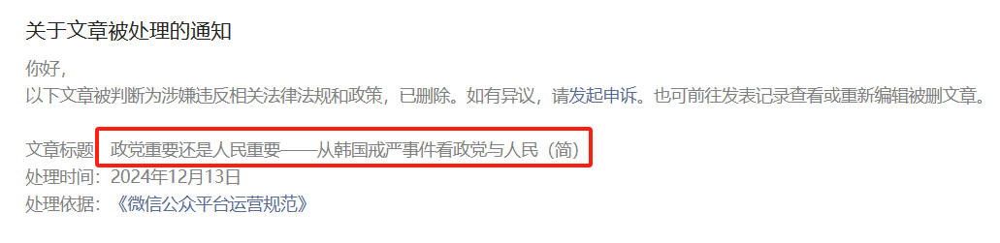 关于文章被处理的通知
你好，
以下文章被判断为涉嫌违反相关法律法规和政策，已删除。如有异议，请发起申诉。也可前往发表记录查看或重新编辑被删文章。
文章标题：政党重要还是人民重要——从韩国戒严事件看政党与人民（简）
处理时间：2024年12月13日
处理依据：《微信公众平台运营规范》